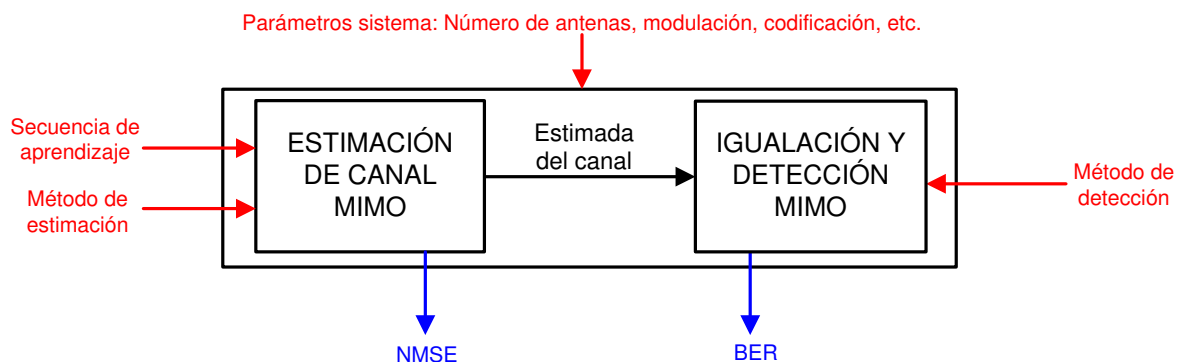 Parámetros sistema: Número de antenas, modulación, codificación, etc.
Secuencia de
aprendizaje
Método de
estimación
ESTIMACIÓN
DE CANAL
MIMO
Estimada
del canal
IGUALACIÓN Y
DETECCIÓN
MIMO
Método de
detección
NMSE
BER